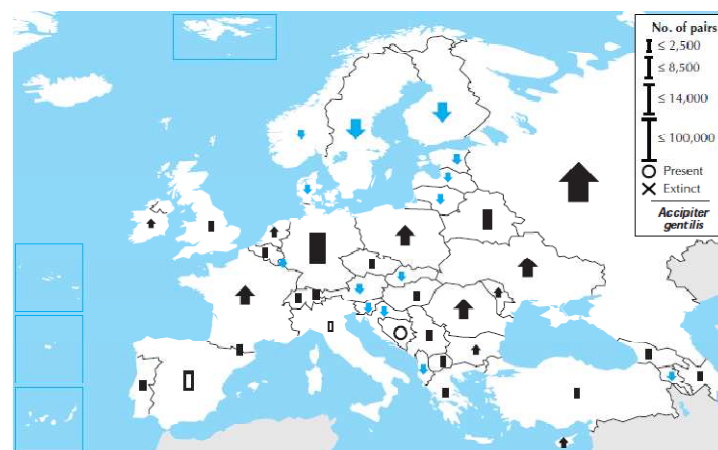 No. of pairs
≤ 2,500
≤ 8,500
≤ 14,000
≤ 100,000
Present
Extinct
Accipiter
gentilis